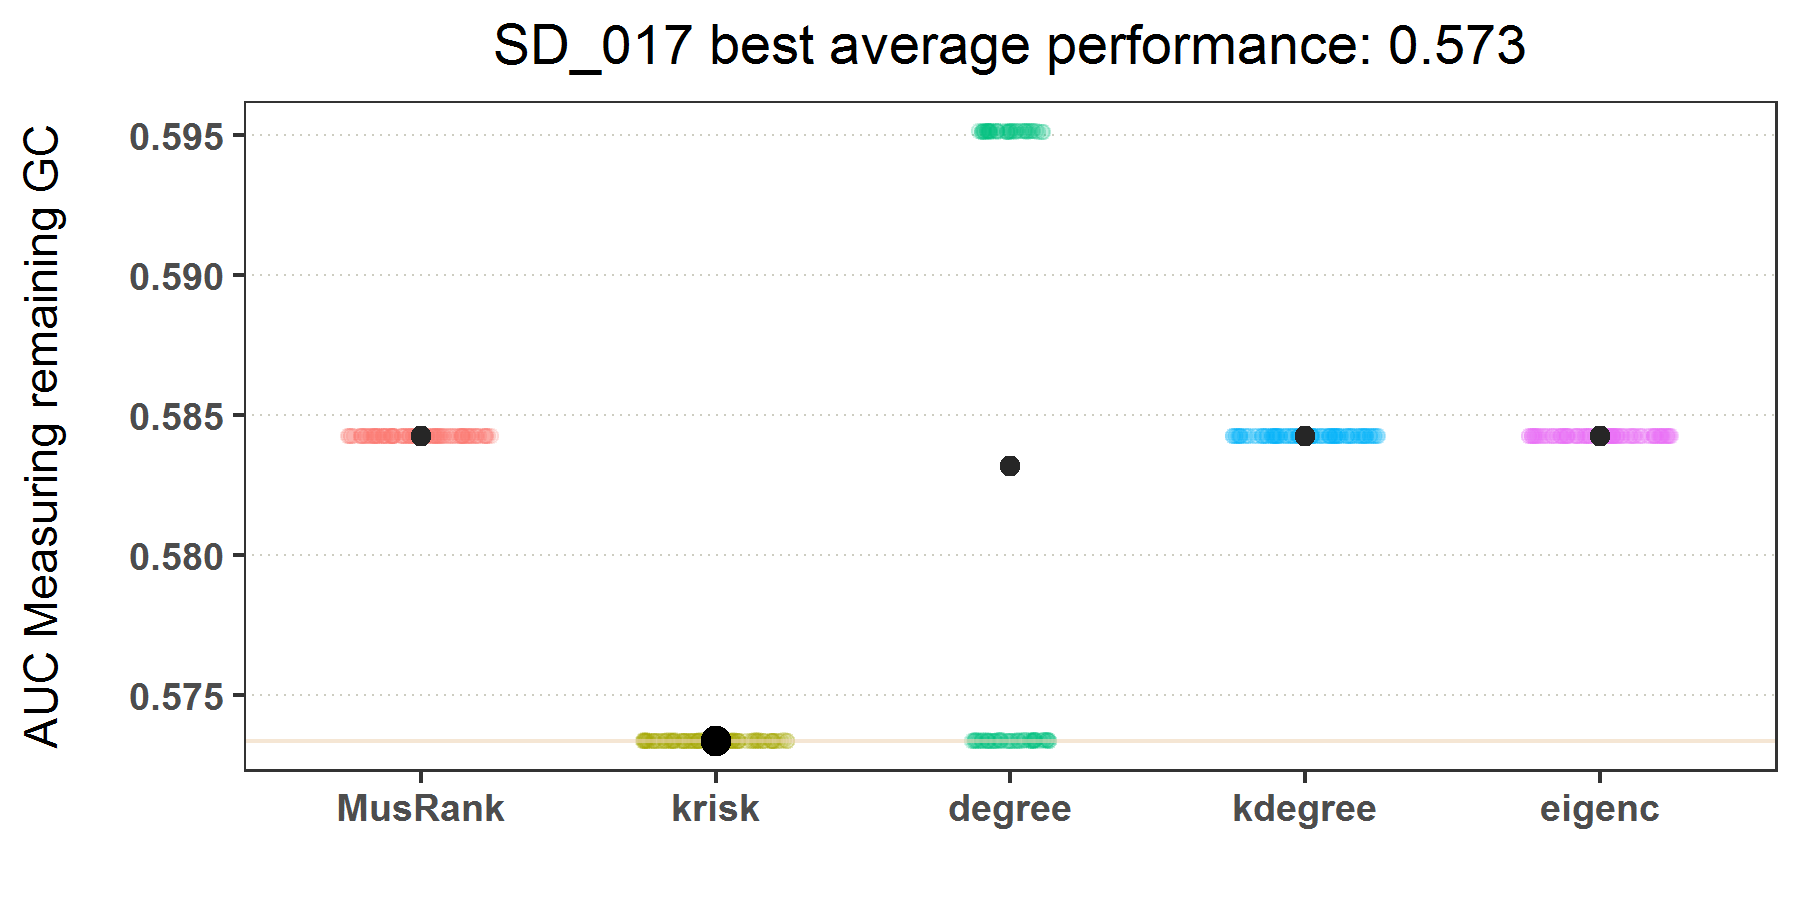 SD_017 best average performance: 0.573
AUC Measuring remaining GC
0.595
0.590
0.585
0.580
0.575
MusRank krisk degree kdegree eigenc